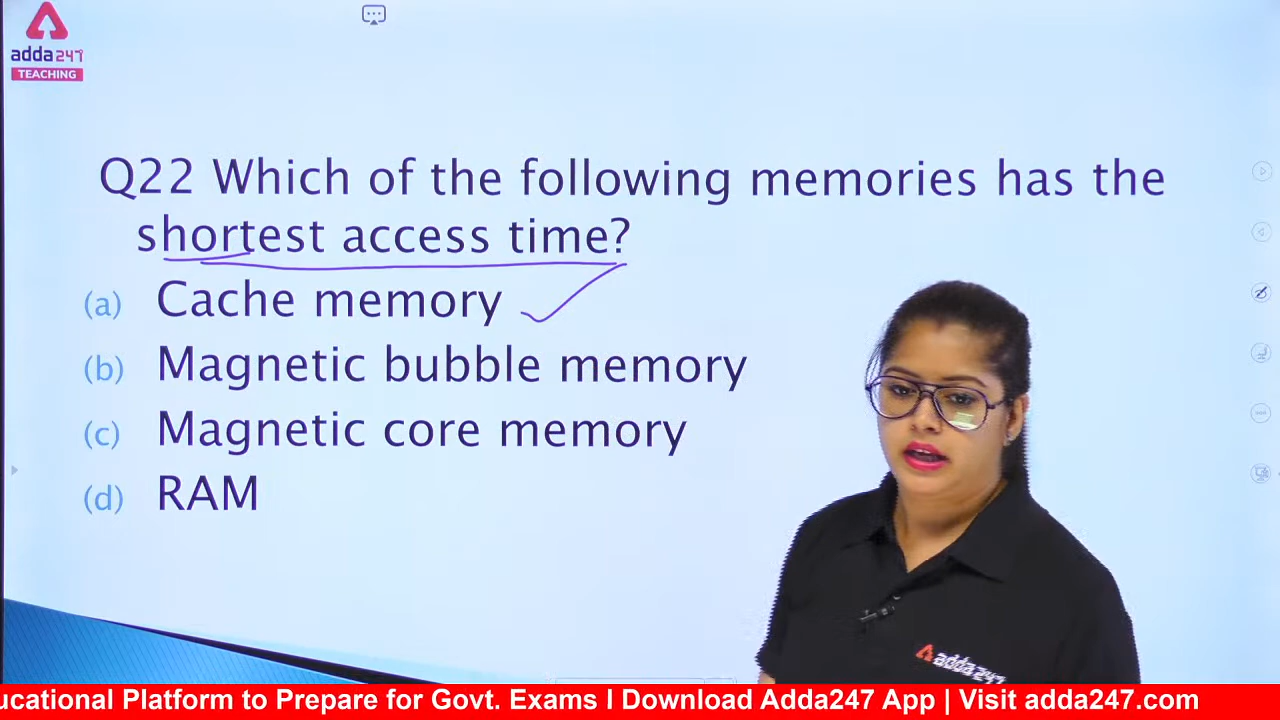 adda247
TEACHING
Q22 Which of the following memories has the
shortest access time?
(a) Cache memory
(b) Magnetic bubble memory
(c) Magnetic core memory
(d) RAM
adda247
ucational Platform to Prepare for Govt. Exams I Download Adda247 App | Visit adda247.com